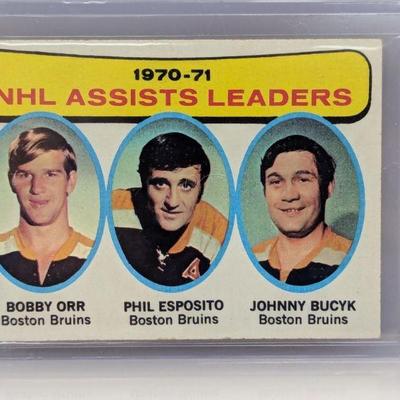 1970-71
NHL ASSISTS LEADERS
BOBBY ORR PHIL ESPOSITO JOHNNY BUCYK
Boston Bruins Boston Bruins Boston Bruins
A